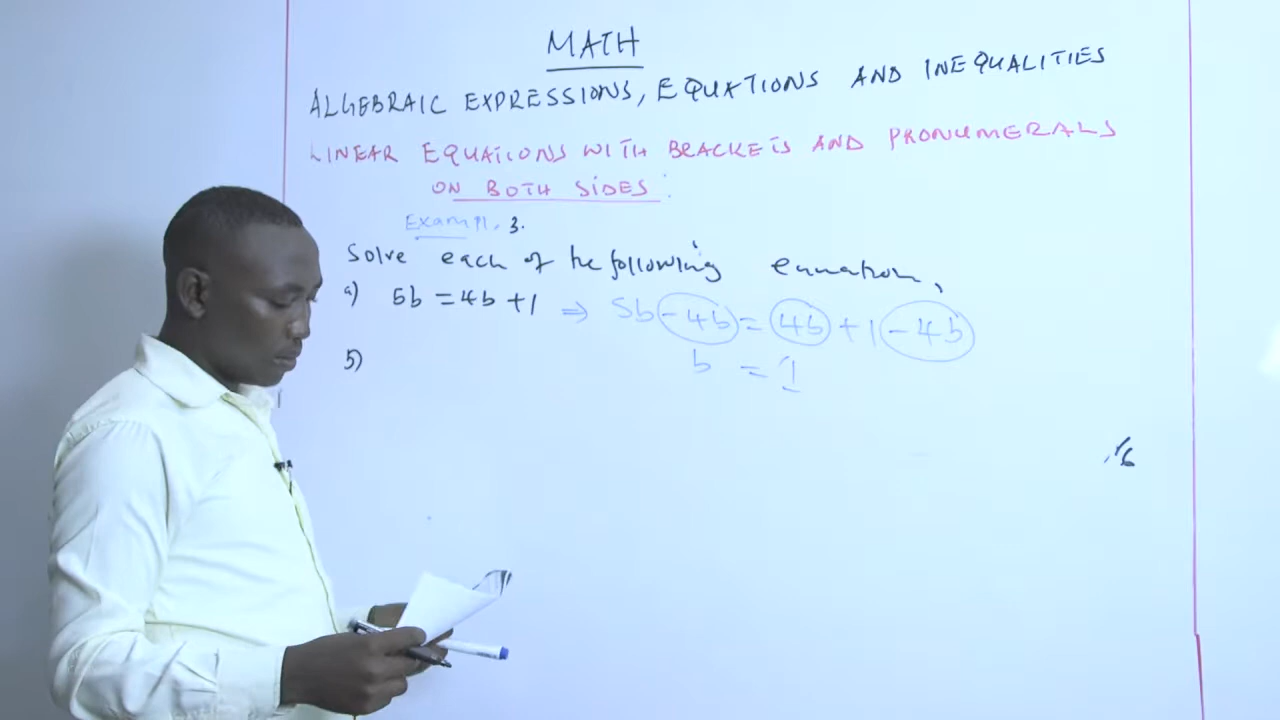 MATH
ALGEBRAIC EXPRESSIONS, EQUATIONS AND INEQUALITIES
LINEAR EQUATIONS WITH BRACKETS AND PRONUMERALS
ON BOTH SIDES:
Example 3.
Solve each of the following equation,
a) 5b = 4b + 1 ⇒ 5b - 4b = 4b + 1 - 4b
b = 1
5)